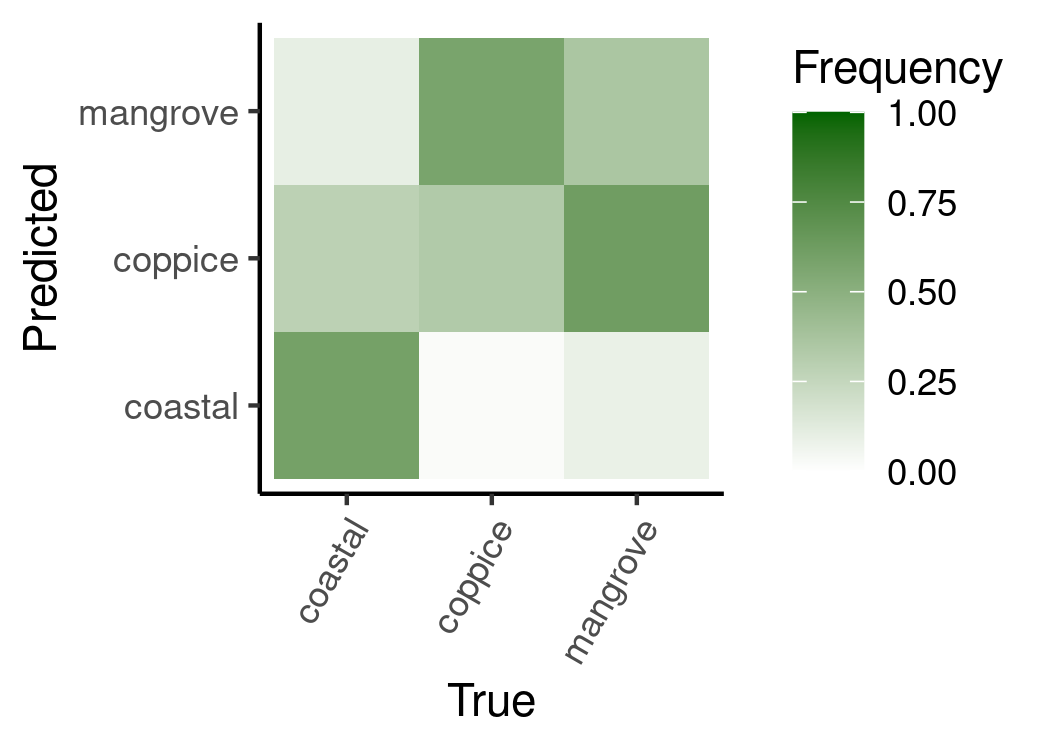 Frequency
1.00
0.75
0.50
0.25
0.00
Predicted
mangrove
coppice
coastal
coastal
coppice
mangrove
True